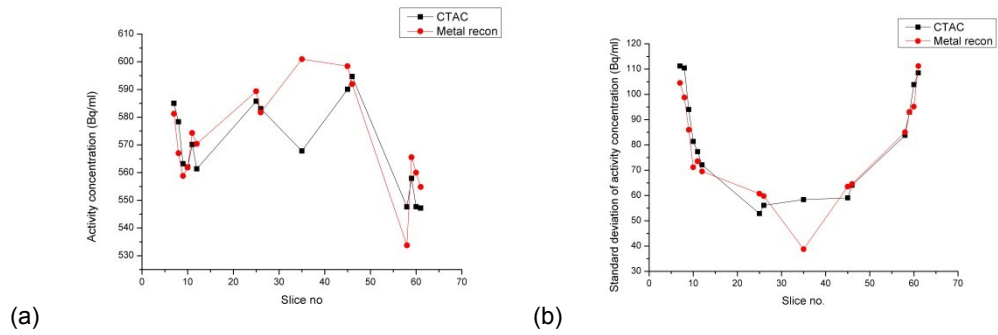 CTAC
Metal recon
610
600
590
580
570
560
550
540
530
Activity concentration (Bq/ml)
0 10 20 30 40 50 60 70
Slice no
(a)
CTAC
Metal recon
120
110
100
90
80
70
60
50
40
30
Standard deviation of activity concentration (Bq/ml)
0 10 20 30 40 50 60 70
Slice no.
(b)